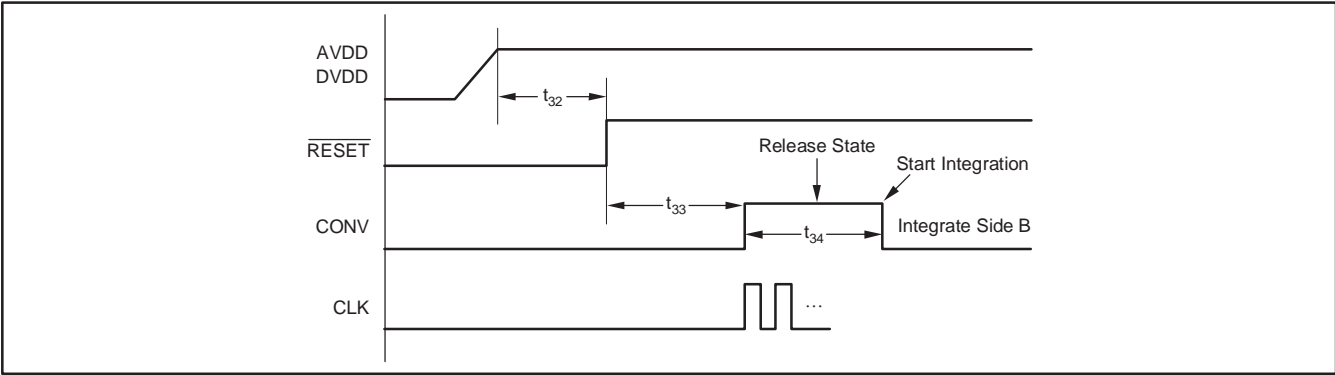 AVDD
DVDD
t32
RESET
Release State
Start Integration
t33
CONV
t34
Integrate Side B
CLK
...